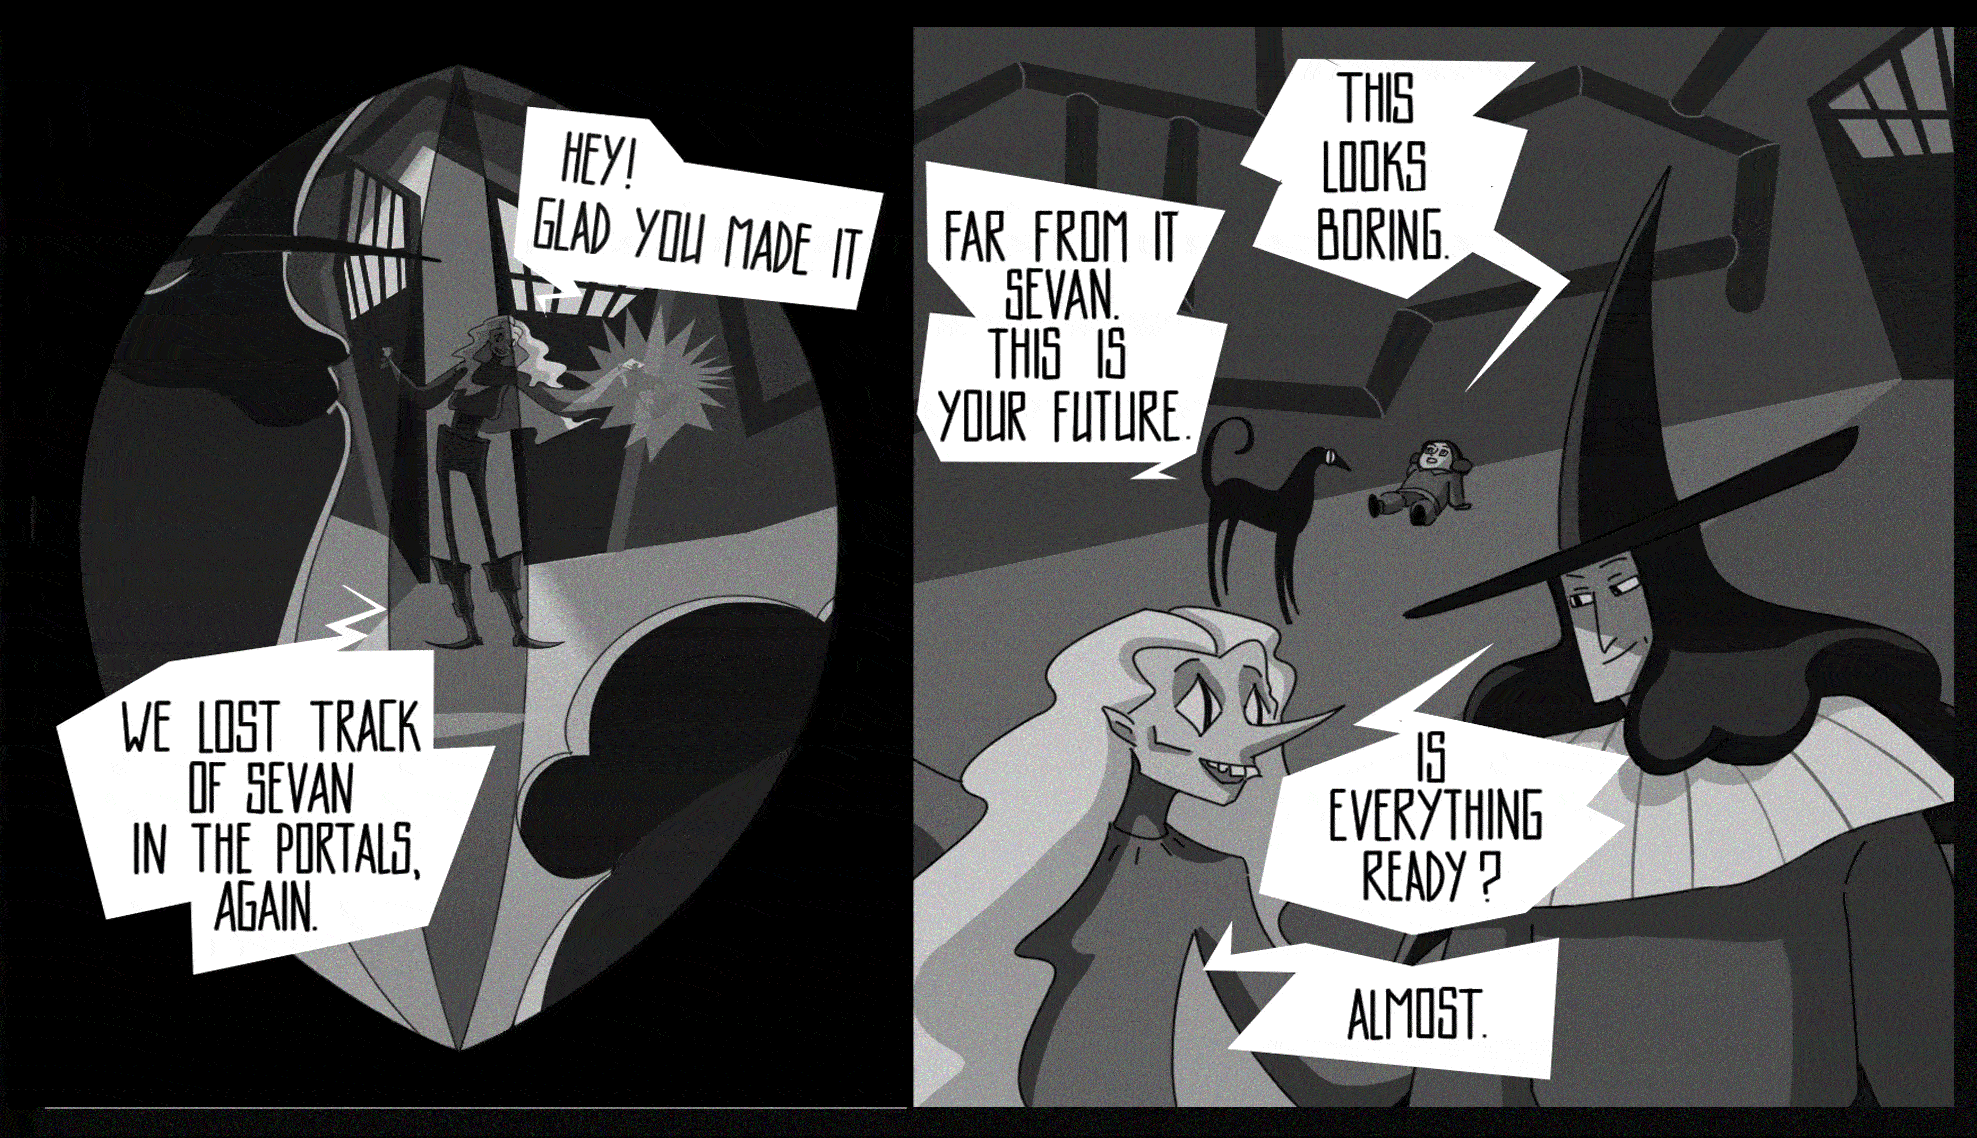 HEY!
GLAD YOU MADE IT
WE LOST TRACK
OF SEVAN
IN THE PORTALS,
AGAIN.
THIS
LOOKS
BORING.
FAR FROM IT
SEVAN.
THIS IS
YOUR FUTURE.
IS
EVERYTHING
READY?
ALMOST.